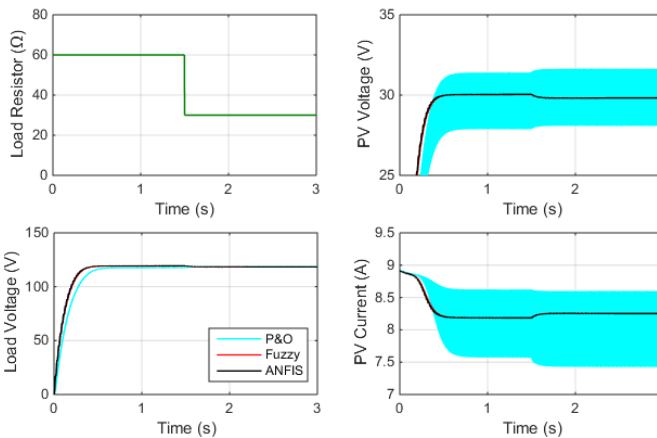 Load Resistor (Ω)
60
40
20
0
0
1
2
3
Time (s)
PV Voltage (V)
35
30
25
0
1
2
Time (s)
Load Voltage (V)
150
100
50
0
0
1
2
3
Time (s)
P&O
Fuzzy
ANFIS
PV Current (A)
9.5
9
8.5
8
7.5
7
0
1
2
Time (s)